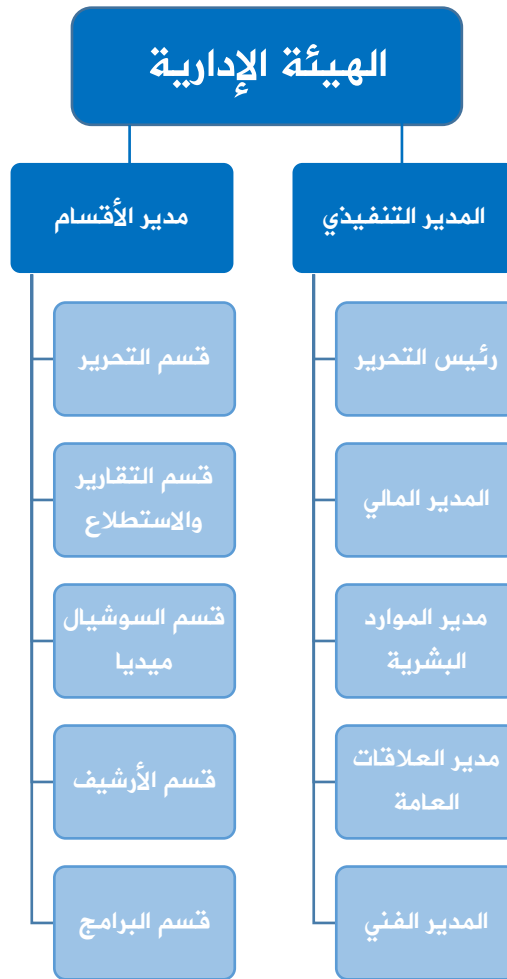 الهيئة الإدارية
المدير التنفيذي
رئيس التحرير
المدير المالي
مدير الموارد
البشرية
مدير العلاقات
العامة
المدير الفني
مدير الأقسام
قسم التحرير
قسم التقارير
والاستطلاع
قسم السوشيال
ميديا
قسم الأرشيف
قسم البرامج